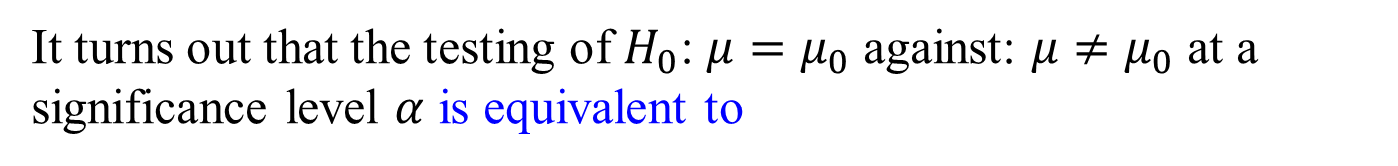 It turns out that the testing of 𝐻₀: 𝜇 = 𝜇₀ against: 𝜇 ≠ 𝜇₀ at a
significance level 𝛼 is equivalent to